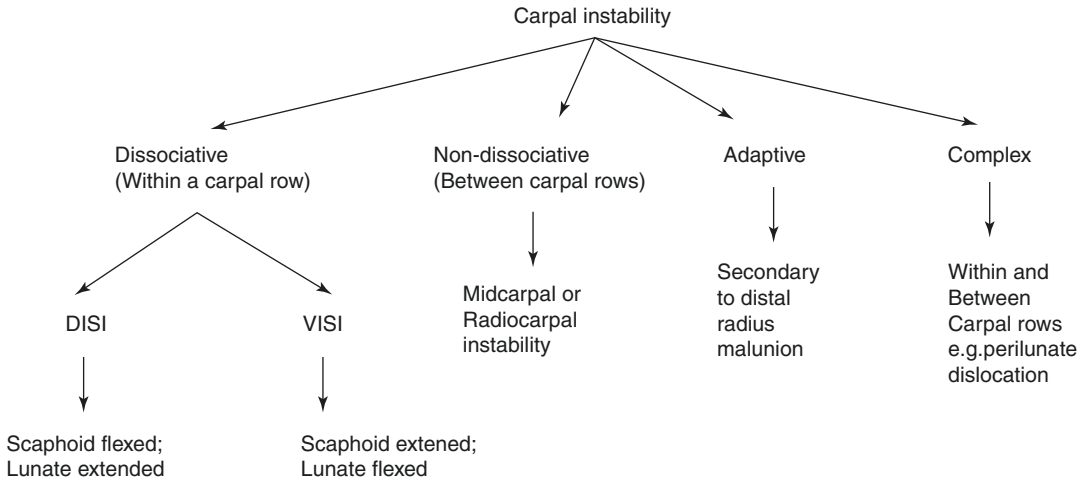 Carpal instability
Dissociative
(Within a carpal row)
Non-dissociative
(Between carpal rows)
Adaptive
Complex
DISI
VISI
Midcarpal or
Radiocarpal
instability
Secondary
to distal
radius
malunion
Within and
Between
Carpal rows
e.g.perilunate
dislocation
Scaphoid flexed;
Lunate extended
Scaphoid extened;
Lunate flexed